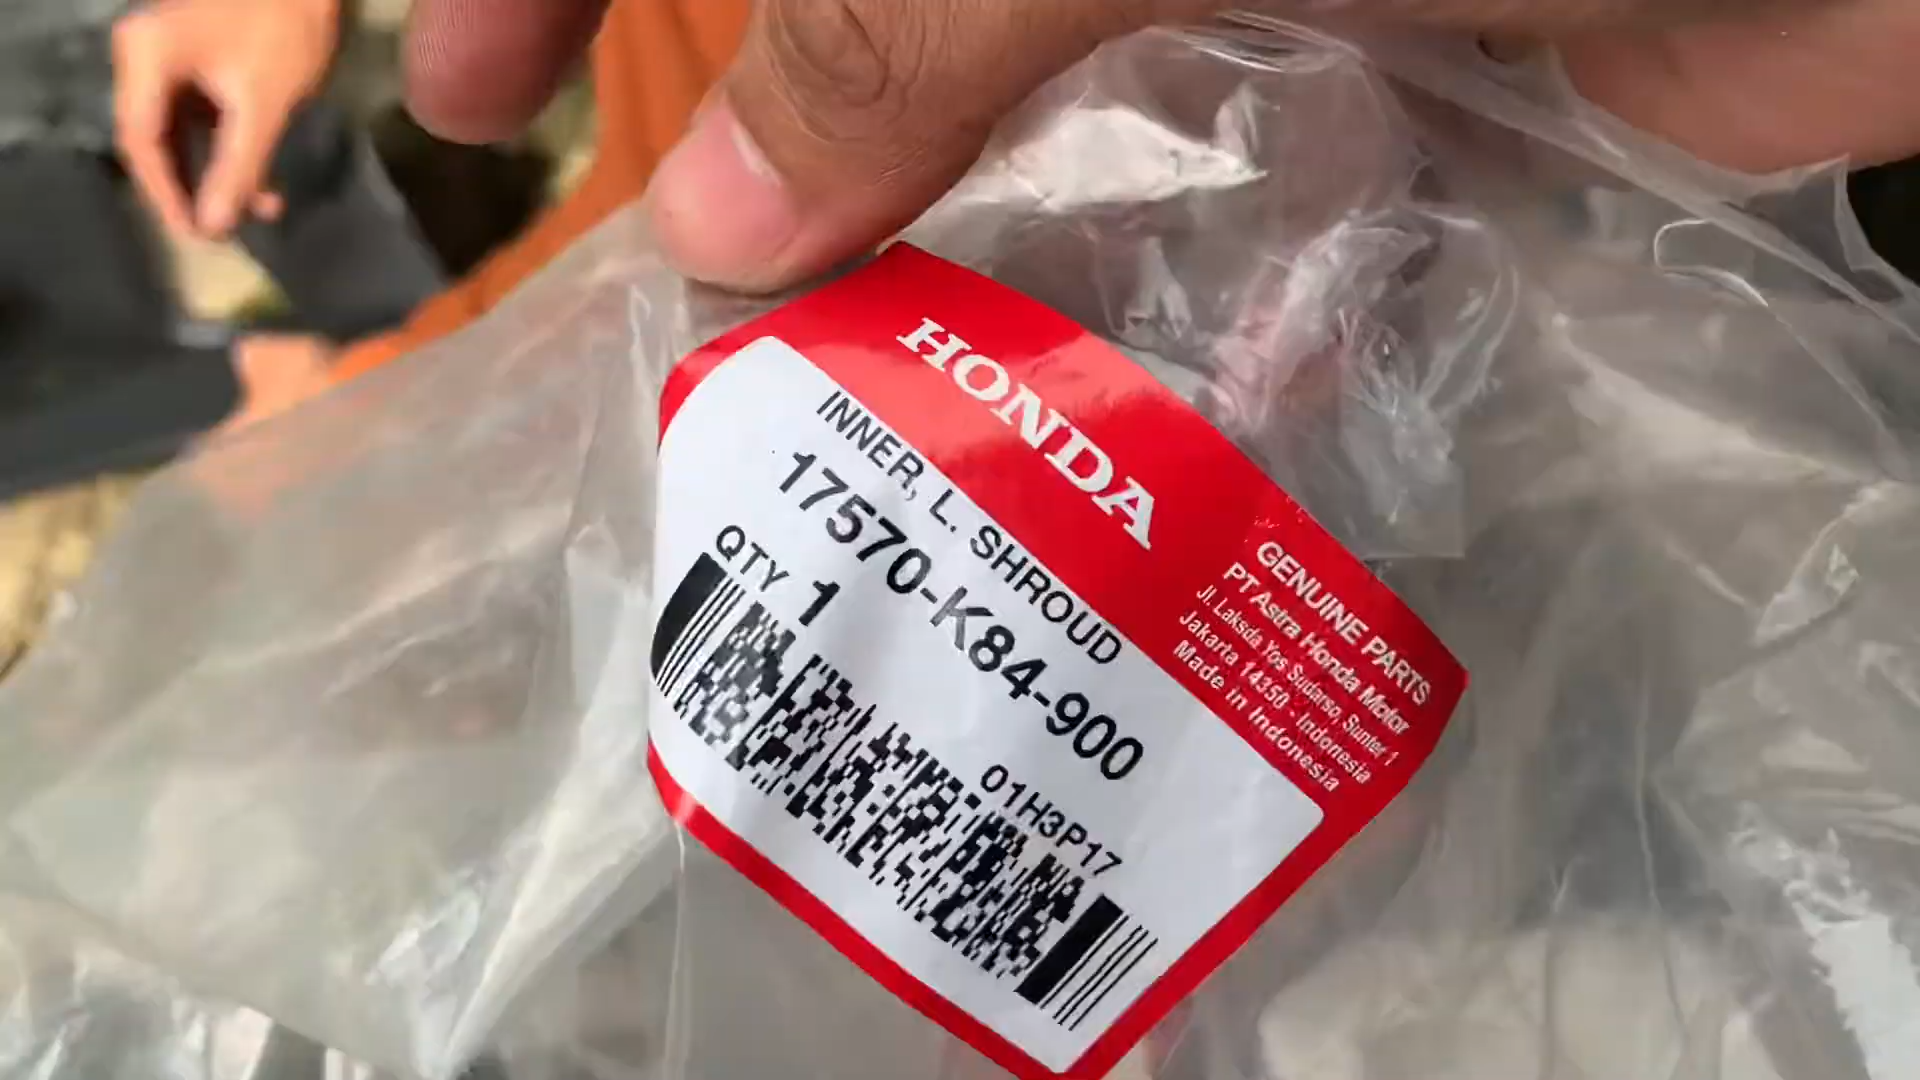 HONDA
INNER, L. SHROUD
17570-K84-900
QTY 1
01H3P17
GENUINE PARTS
PT Astra Honda Motor
Jl. Laksda Yos Sudarso, Sunter 1
Jakarta 14350 - Indonesia
Made in Indonesia